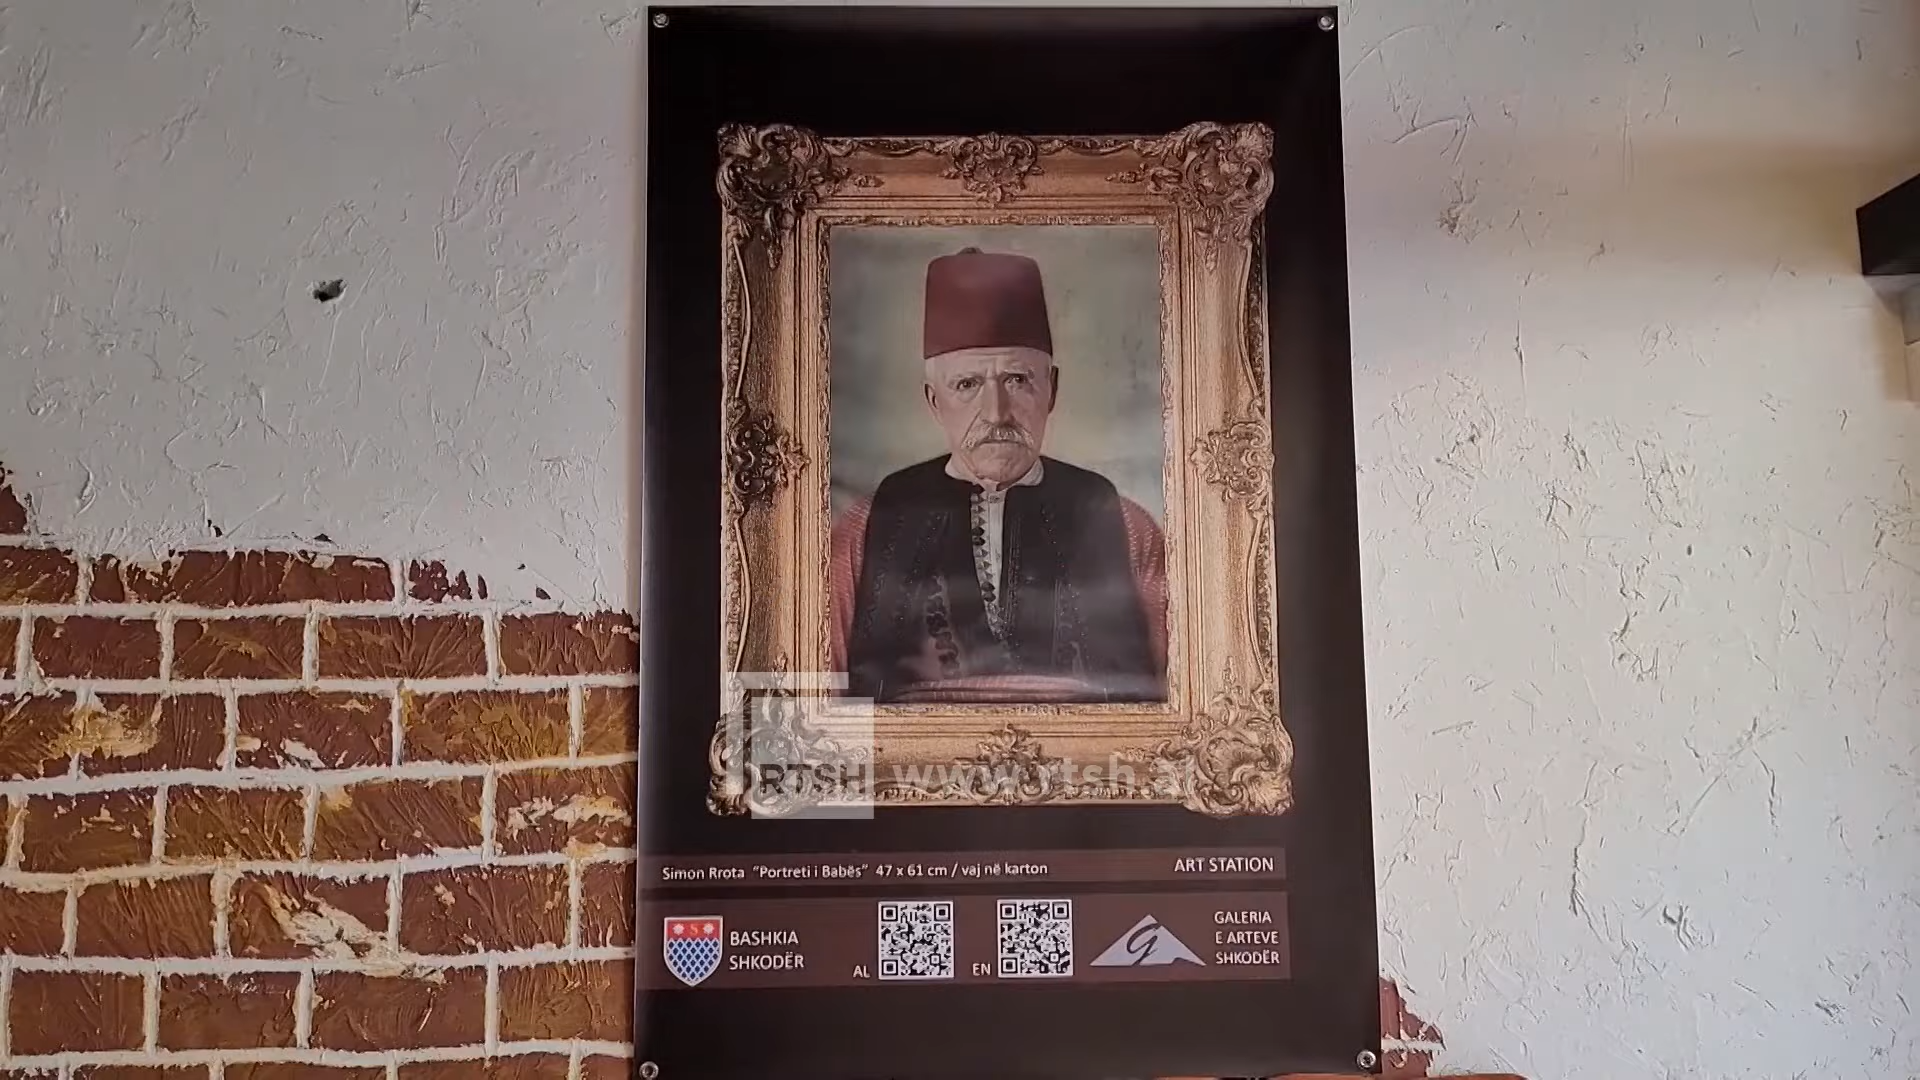 RTSH www.rtsh.al
Simon Rrota "Portreti i Babës" 47 x 61 cm / vaj në karton
ART STATION
S
BASHKIA
SHKODËR
AL
EN
G
GALERIA
E ARTEVE
SHKODËR